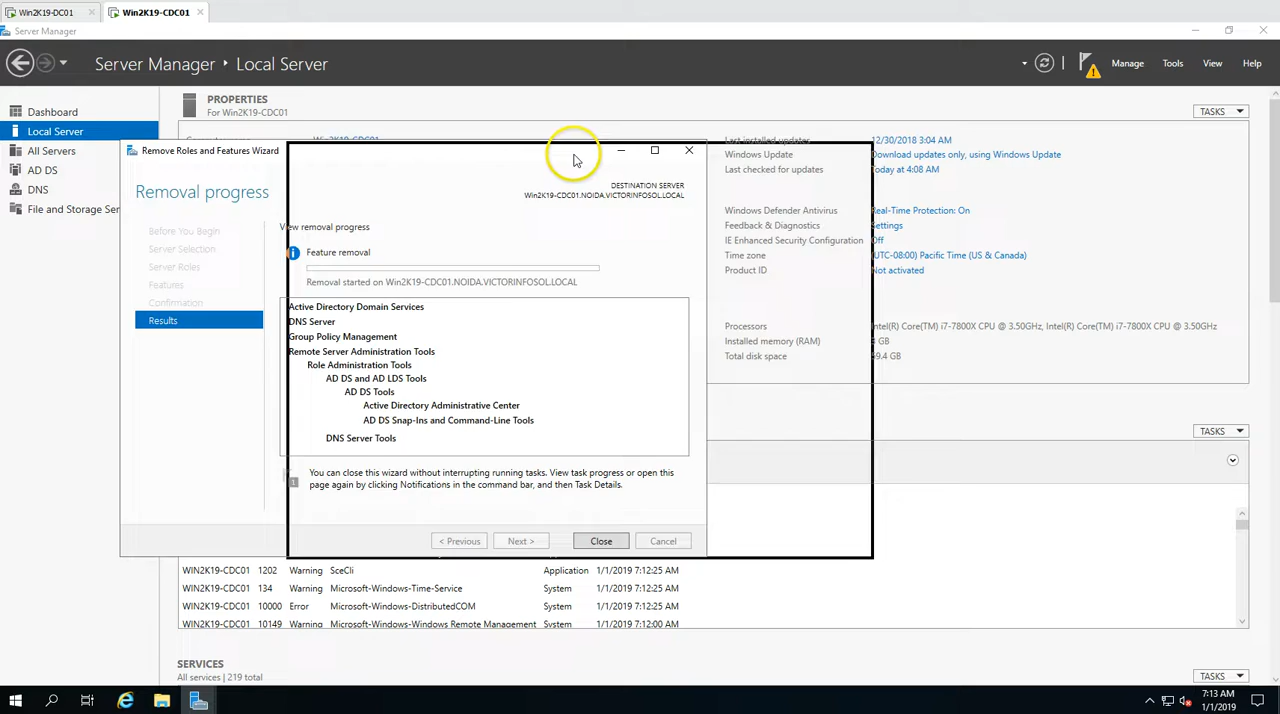 Win2K19-DC01
Win2K19-CDC01
Server Manager
Server Manager • Local Server
Manage
Tools
View
Help
Dashboard
Local Server
All Servers
AD DS
DNS
File and Storage Ser
PROPERTIES
For Win2K19-CDC01
TASKS
Win2K19-CDC01
Last installed updates
12/30/2018 3:04 AM
Windows Update
Download updates only, using Windows Update
Last checked for updates
Today at 4:08 AM
Windows Defender Antivirus
Real-Time Protection: On
Feedback & Diagnostics
Settings
IE Enhanced Security Configuration
Off
Time zone
(UTC-08:00) Pacific Time (US & Canada)
Product ID
Not activated
Processors
Intel(R) Core(TM) i7-7800X CPU @ 3.50GHz, Intel(R) Core(TM) i7-7800X CPU @ 3.50GHz
Installed memory (RAM)
GB
Total disk space
9.4 GB
Remove Roles and Features Wizard
Removal progress
DESTINATION SERVER
Win2K19-CDC01.NOIDA.VICTORINFOSOL.LOCAL
Before You Begin
Server Selection
Server Roles
Features
Confirmation
Results
View removal progress
Feature removal
Removal started on Win2K19-CDC01.NOIDA.VICTORINFOSOL.LOCAL
Active Directory Domain Services
DNS Server
Group Policy Management
Remote Server Administration Tools
Role Administration Tools
AD DS and AD LDS Tools
AD DS Tools
Active Directory Administrative Center
AD DS Snap-Ins and Command-Line Tools
DNS Server Tools
1
You can close this wizard without interrupting running tasks. View task progress or open this
page again by clicking Notifications in the command bar, and then Task Details.
< Previous
Next >
Close
Cancel
TASKS
WIN2K19-CDC01 1202 Warning SceCli Application 1/1/2019 7:12:25 AM
WIN2K19-CDC01 134 Warning Microsoft-Windows-Time-Service System 1/1/2019 7:12:25 AM
WIN2K19-CDC01 10000 Error Microsoft-Windows-DistributedCOM System 1/1/2019 7:12:25 AM
WIN2K19-CDC01 10149 Warning Microsoft-Windows-Windows Remote Management System 1/1/2019 7:12:00 AM
SERVICES
All services | 219 total
TASKS
7:13 AM
1/1/2019